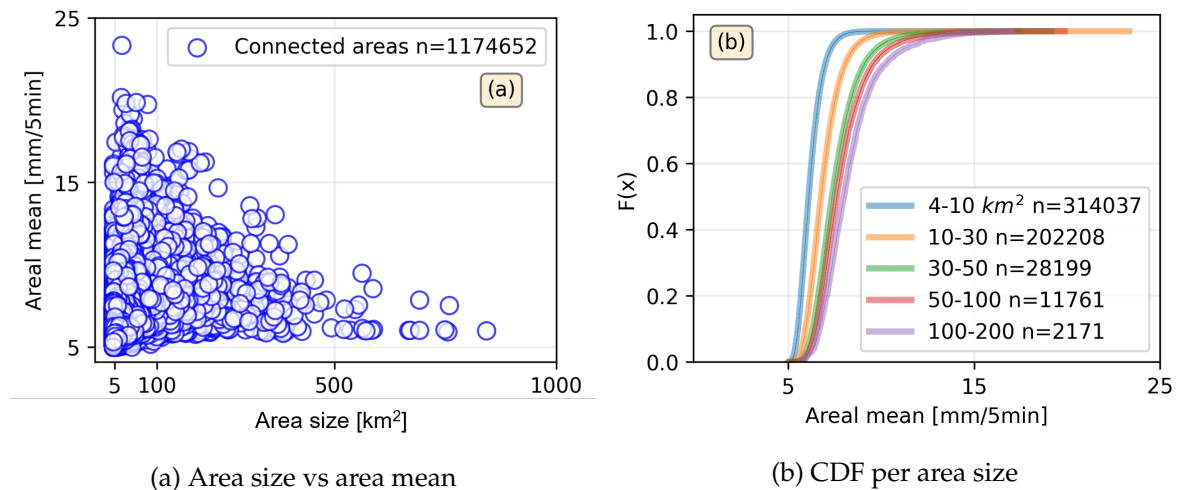 25
15
5
Areal mean [mm/5min]
Connected areas n=1174652
(a)
5 100 500 1000
Area size [km²]
(a) Area size vs area mean
1.0
0.8
0.6
0.4
0.2
0.0
F(x)
(b)
4-10 km² n=314037
10-30 n=202208
30-50 n=28199
50-100 n=11761
100-200 n=2171
5 15 25
Areal mean [mm/5min]
(b) CDF per area size